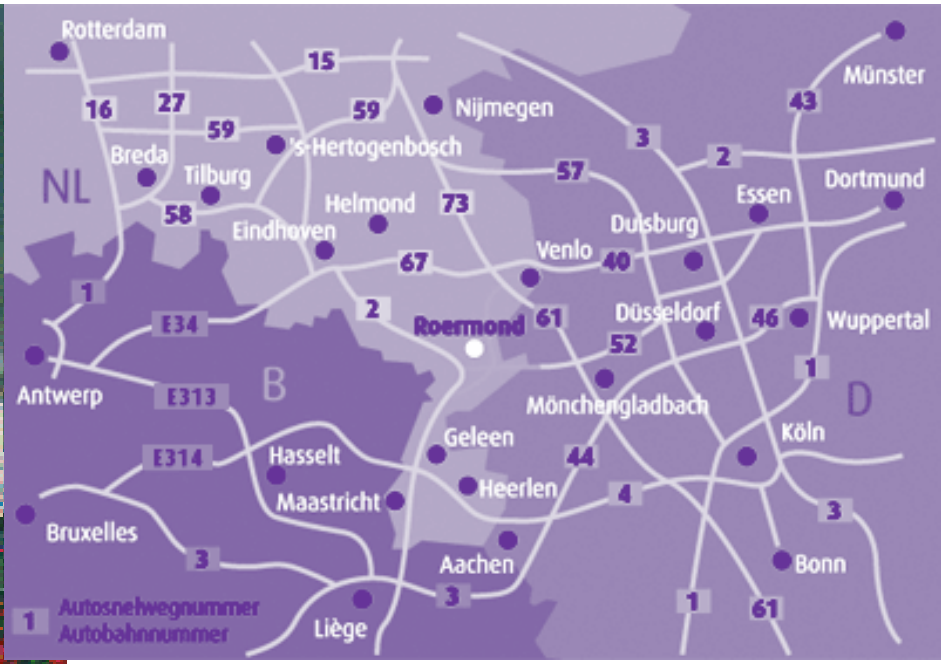 Rotterdam
15
Münster
16
27
59
59
Nijmegen
43
's-Hertogenbosch
3
2
Breda
Tilburg
57
NL
58
Helmond
73
Essen
Dortmund
Eindhoven
Duisburg
67
Venlo
40
1
E34
2
Roermond
61
Düsseldorf
46
Wuppertal
52
B
1
Antwerp
E313
Mönchengladbach
D
Geleen
Köln
Hasselt
E314
44
Maastricht
Heerlen
4
3
Bruxelles
Aachen
Bonn
3
3
1
61
1
Autosnelwegnummer
Autobahnnummer
Liège